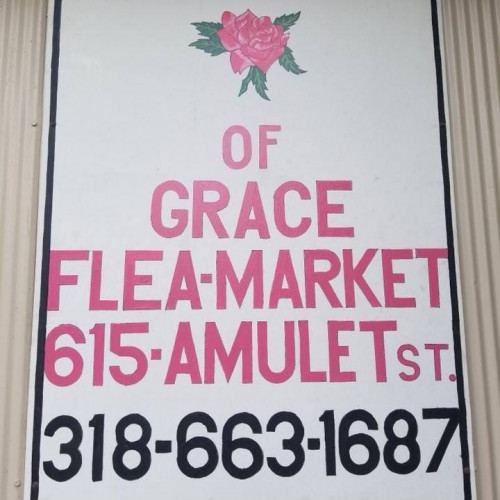 OF
GRACE
FLEA-MARKET
615-AMULET ST.
318-663-1687